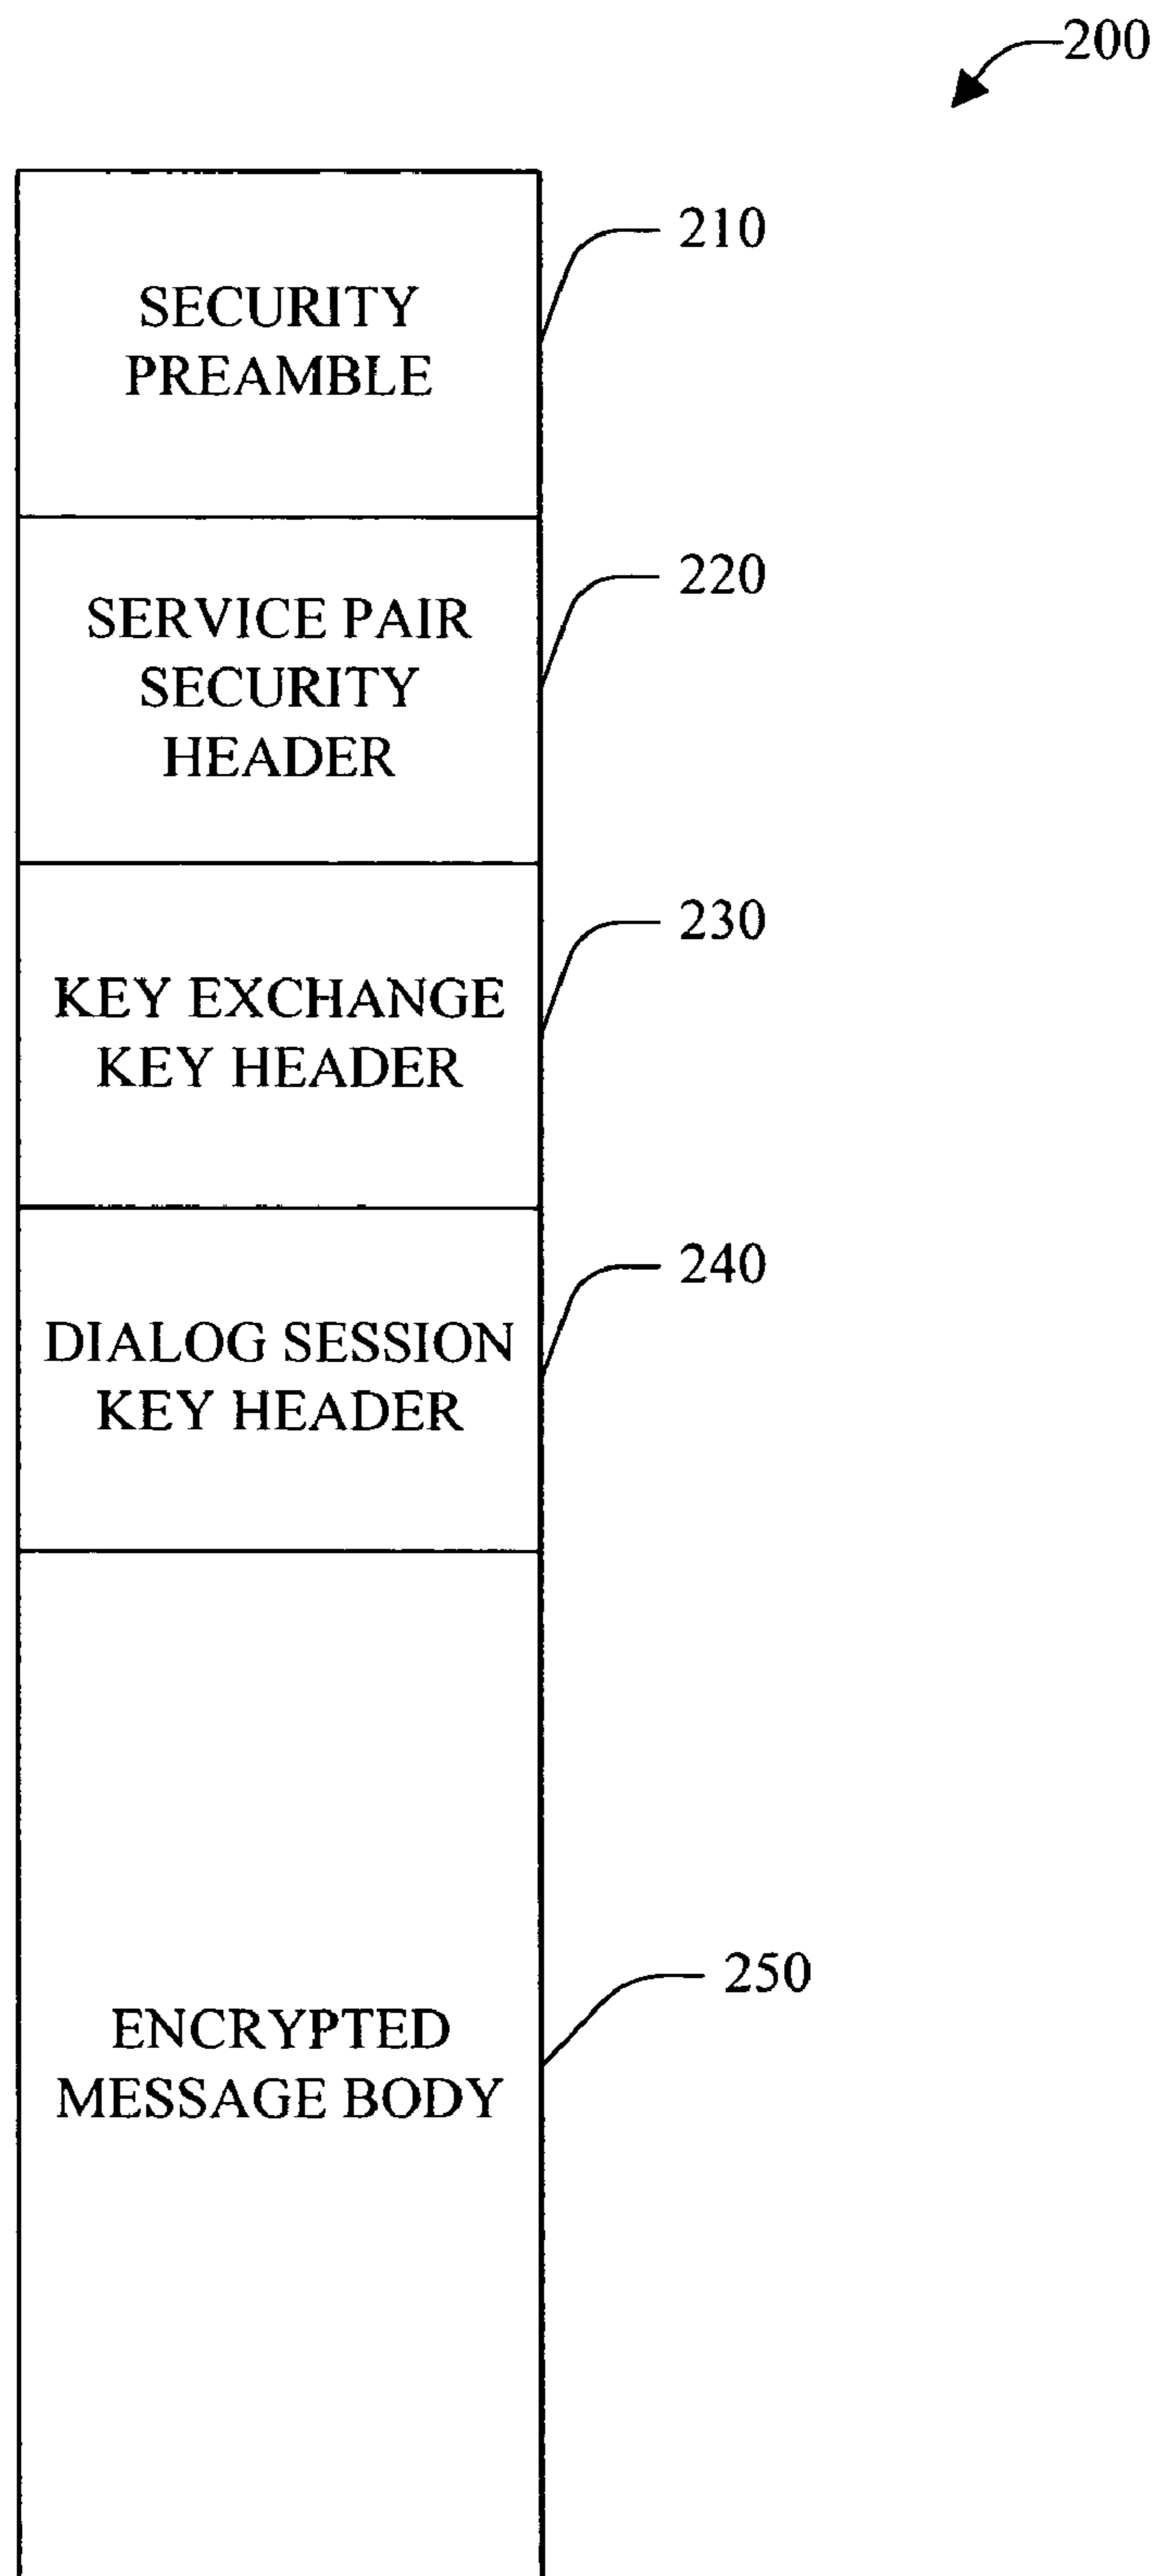 200
SECURITY
PREAMBLE
210
SERVICE PAIR
SECURITY
HEADER
220
KEY EXCHANGE
KEY HEADER
230
DIALOG SESSION
KEY HEADER
240
ENCRYPTED
MESSAGE BODY
250